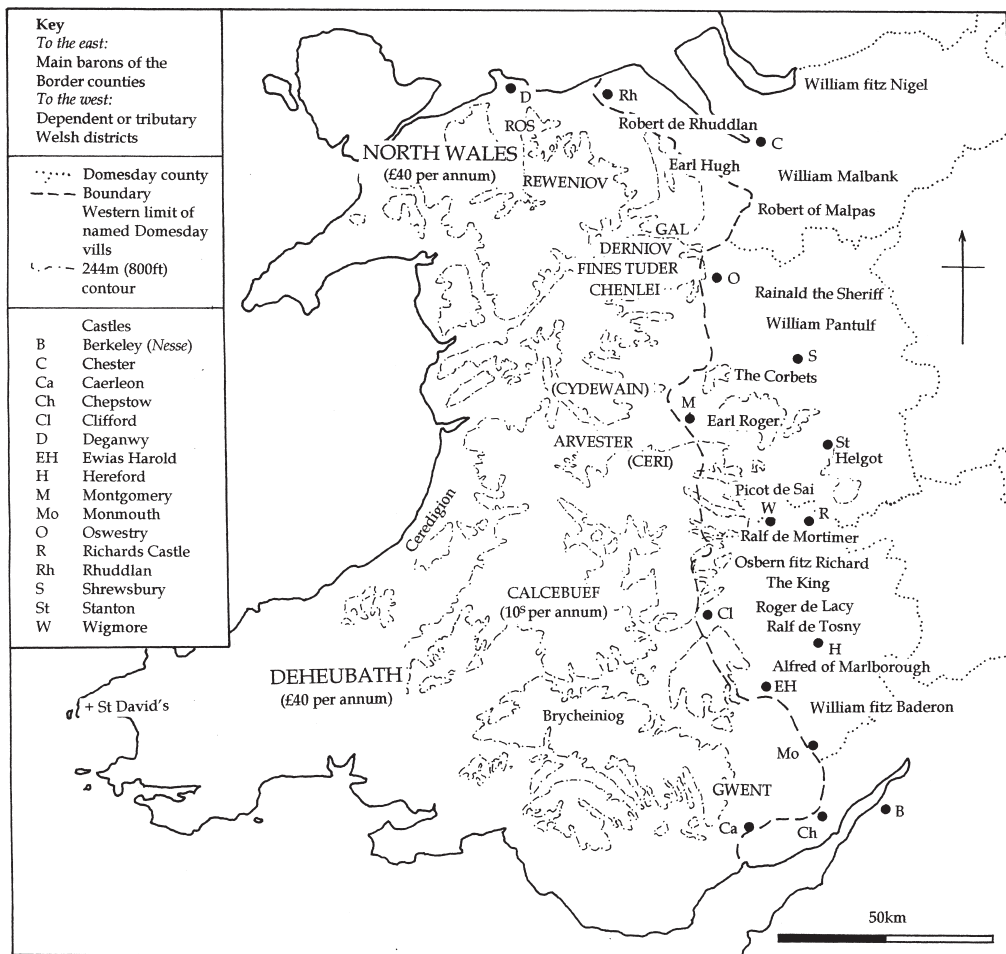 Key
To the east:
Main barons of the
Border counties
To the west:
Dependent or tributary
Welsh districts
Domesday county
Boundary
Western limit of
named Domesday
vills
244m (800ft)
contour
Castles
B Berkeley (Nesse)
C Chester
Ca Caerleon
Ch Chepstow
Cl Clifford
D Deganwy
EH Ewias Harold
H Hereford
M Montgomery
Mo Monmouth
O Oswestry
R Richards Castle
Rh Rhuddlan
S Shrewsbury
St Stanton
W Wigmore
William fitz Nigel
D
Rh
ROS
Robert de Rhuddlan
C
NORTH WALES
(£40 per annum)
Earl Hugh
REWENIOV
William Malbank
Robert of Malpas
GAL
DERNIOV
FINES TUDER
CHENLEI
O
Rainald the Sheriff
William Pantulf
S
The Corbets
(CYDEWAIN)
M
Earl Roger
ARVESTER
(CERI)
St
Helgot
Picot de Sai
W
R
Ralf de Mortimer
Ceredigion
Osbern fitz Richard
The King
CALCEBUEF
(10s per annum)
Cl
Roger de Lacy
Ralf de Tosny
H
DEHEUBATH
(£40 per annum)
Alfred of Marlborough
EH
+ St David's
Brycheiniog
William fitz Baderon
Mo
GWENT
Ca
Ch
B
50km